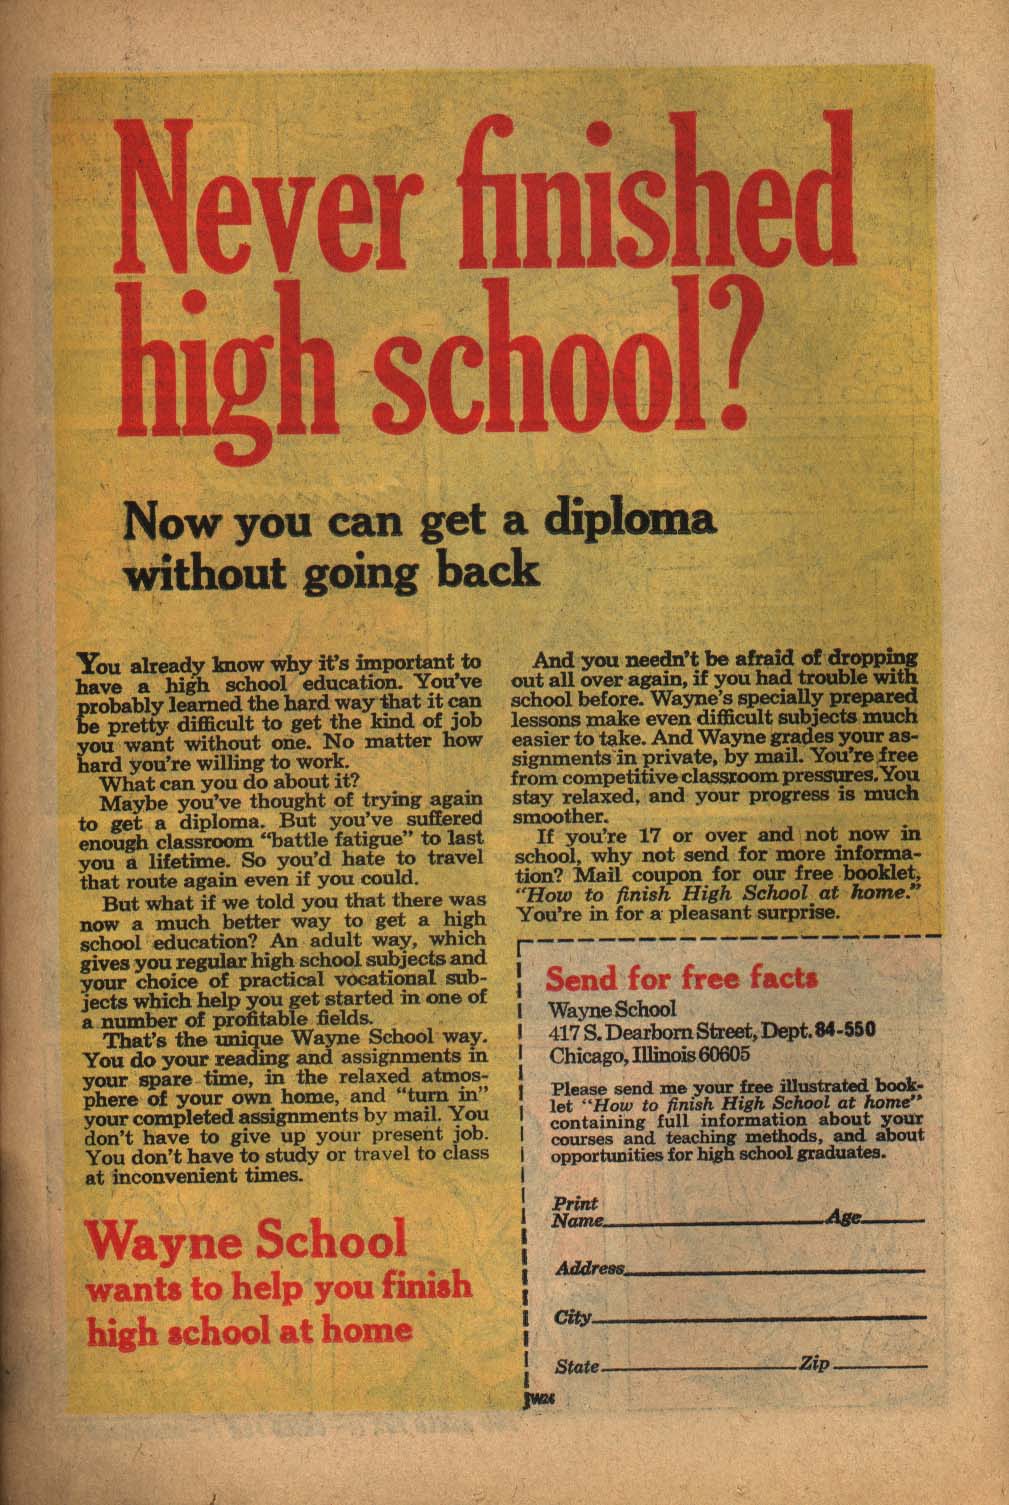 Never finished
high school?
Now you can get a diploma
without going back
You already know why it's important to
have a high school education. You've
probably learned the hard way that it can
be pretty difficult to get the kind of job
you want without one. No matter how
hard you're willing to work.
What can you do about it?
Maybe you've thought of trying again
to get a diploma. But you've suffered
enough classroom "battle fatigue" to last
you a lifetime. So you'd hate to travel
that route again even if you could.
But what if we told you that there was
now a much better way to get a high
school education? An adult way, which
gives you regular high school subjects and
your choice of practical vocational sub-
jects which help you get started in one of
a number of profitable fields.
That's the unique Wayne School way.
You do your reading and assignments in
your spare time, in the relaxed atmos-
phere of your own home, and "turn in"
your completed assignments by mail. You
don't have to give up your present job.
You don't have to study or travel to class
at inconvenient times.
Wayne School
wants to help you finish
high school at home
And you needn't be afraid of dropping
out all over again, if you had trouble with
school before. Wayne's specially prepared
lessons make even difficult subjects much
easier to take. And Wayne grades your as-
signments in private, by mail. You're free
from competitive classroom pressures. You
stay relaxed, and your progress is much
smoother.
If you're 17 or over and not now in
school, why not send for more informa-
tion? Mail coupon for our free booklet,
"How to finish High School at home."
You're in for a pleasant surprise.
Send for free facts
Wayne School
417 S. Dearborn Street, Dept. 84-550
Chicago, Illinois 60605
Please send me your free illustrated book-
let "How to finish High School at home"
containing full information about your
courses and teaching methods, and about
opportunities for high school graduates.
Print
Name Age
Address
City
State Zip